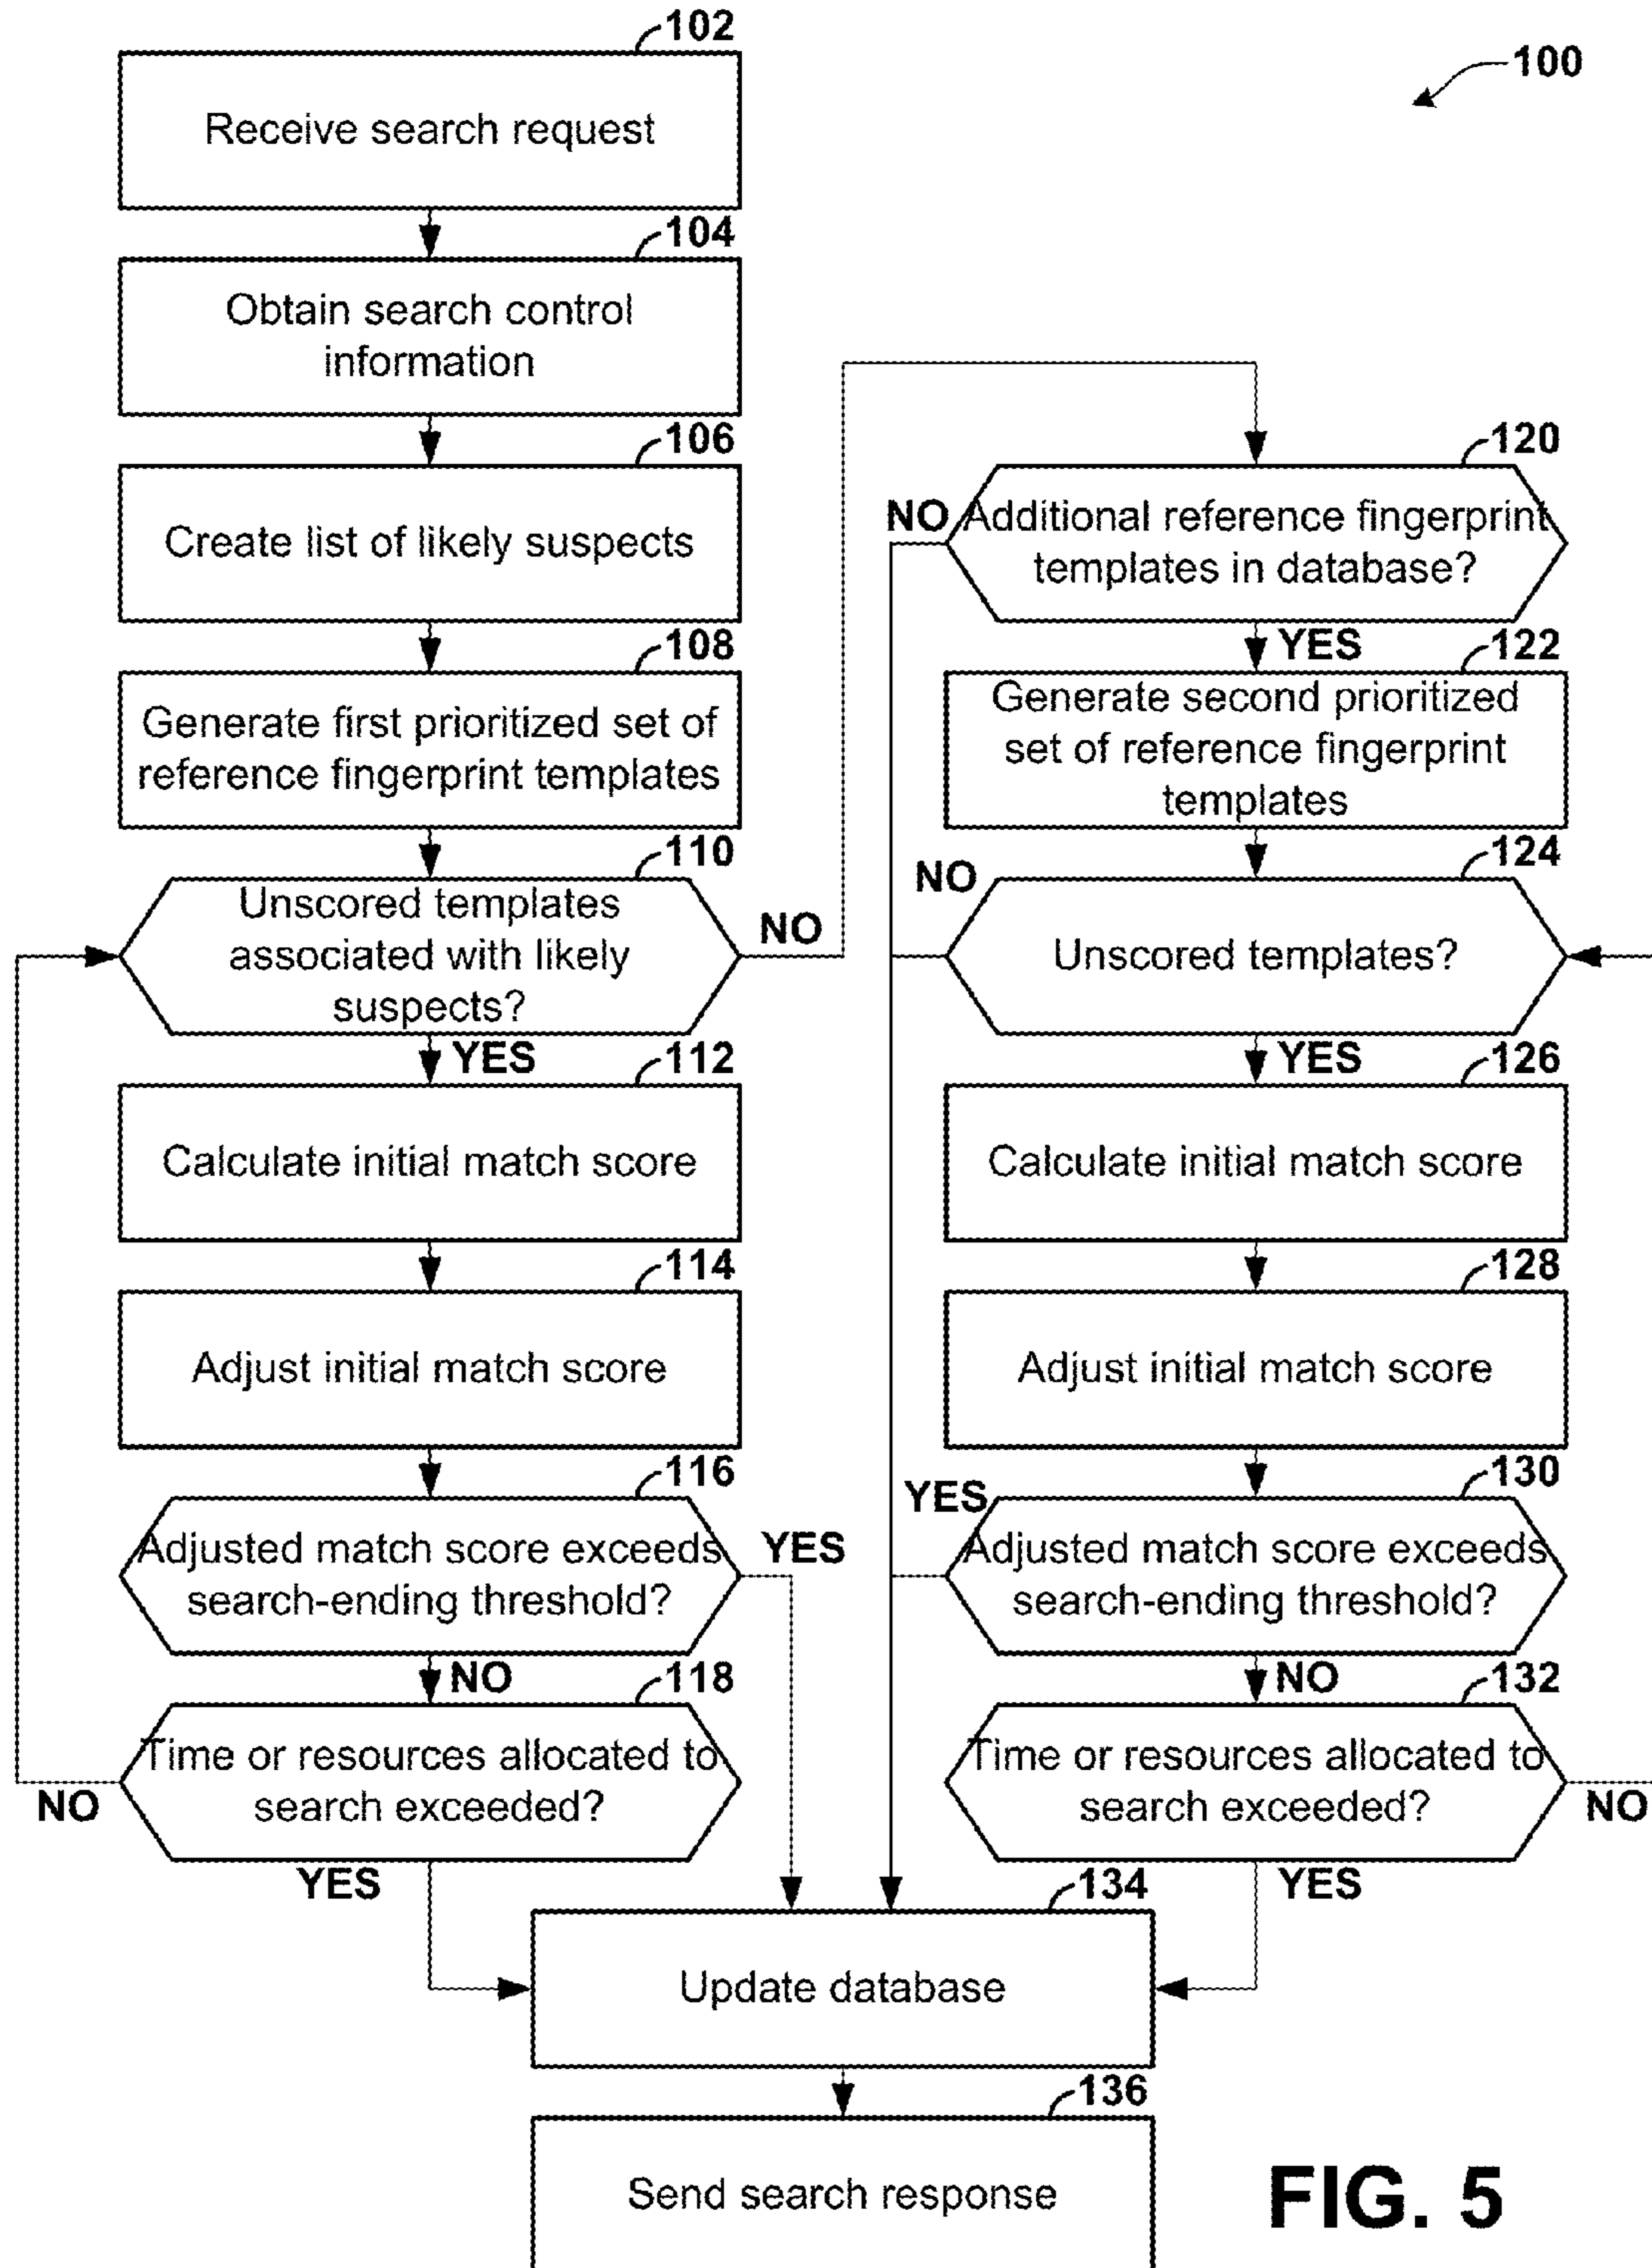 102
100
Receive search request
104
Obtain search control
information
106
Create list of likely suspects
108
Generate first prioritized set of
reference fingerprint templates
110
Unscored templates
associated with likely
suspects?
NO
YES
112
Calculate initial match score
114
Adjust initial match score
116
Adjusted match score exceeds
search-ending threshold?
YES
NO
118
Time or resources allocated to
search exceeded?
NO
YES
120
NO
Additional reference fingerprint
templates in database?
YES
122
Generate second prioritized
set of reference fingerprint
templates
124
NO
Unscored templates?
YES
126
Calculate initial match score
128
Adjust initial match score
130
YES
Adjusted match score exceeds
search-ending threshold?
NO
132
Time or resources allocated to
search exceeded?
NO
YES
134
Update database
136
Send search response
FIG. 5